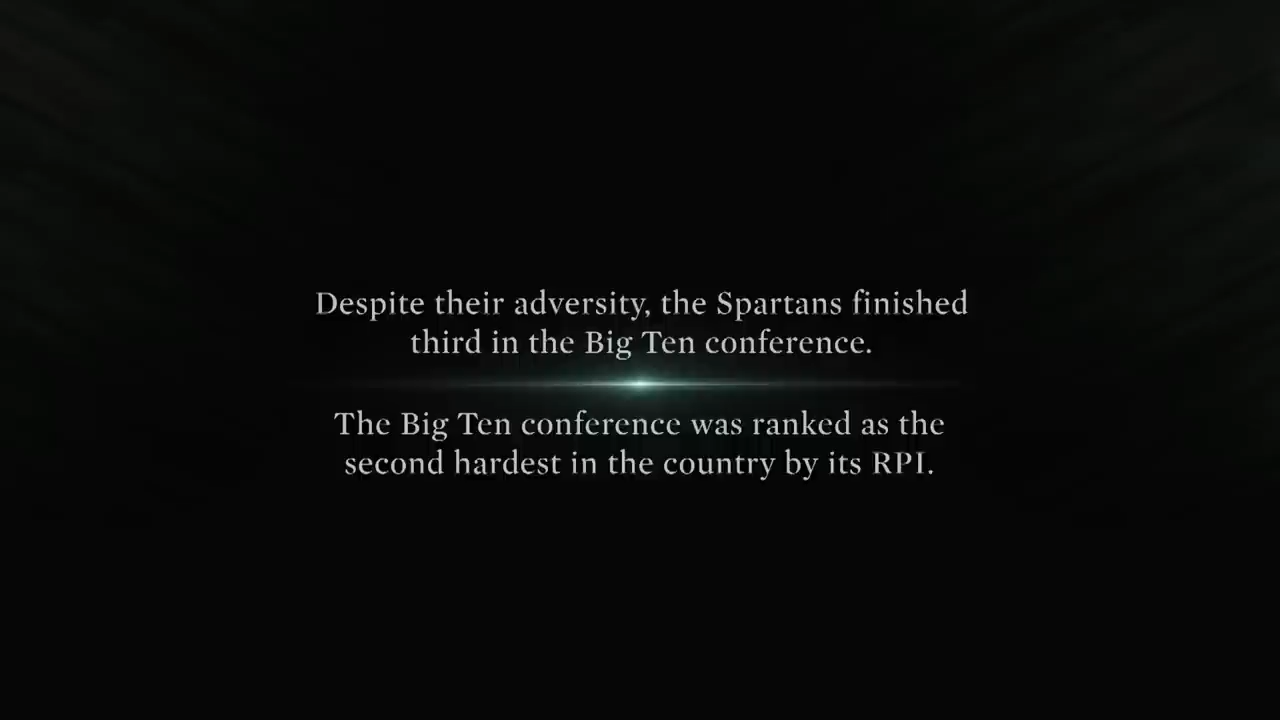 Despite their adversity, the Spartans finished
third in the Big Ten conference.
The Big Ten conference was ranked as the
second hardest in the country by its RPI.